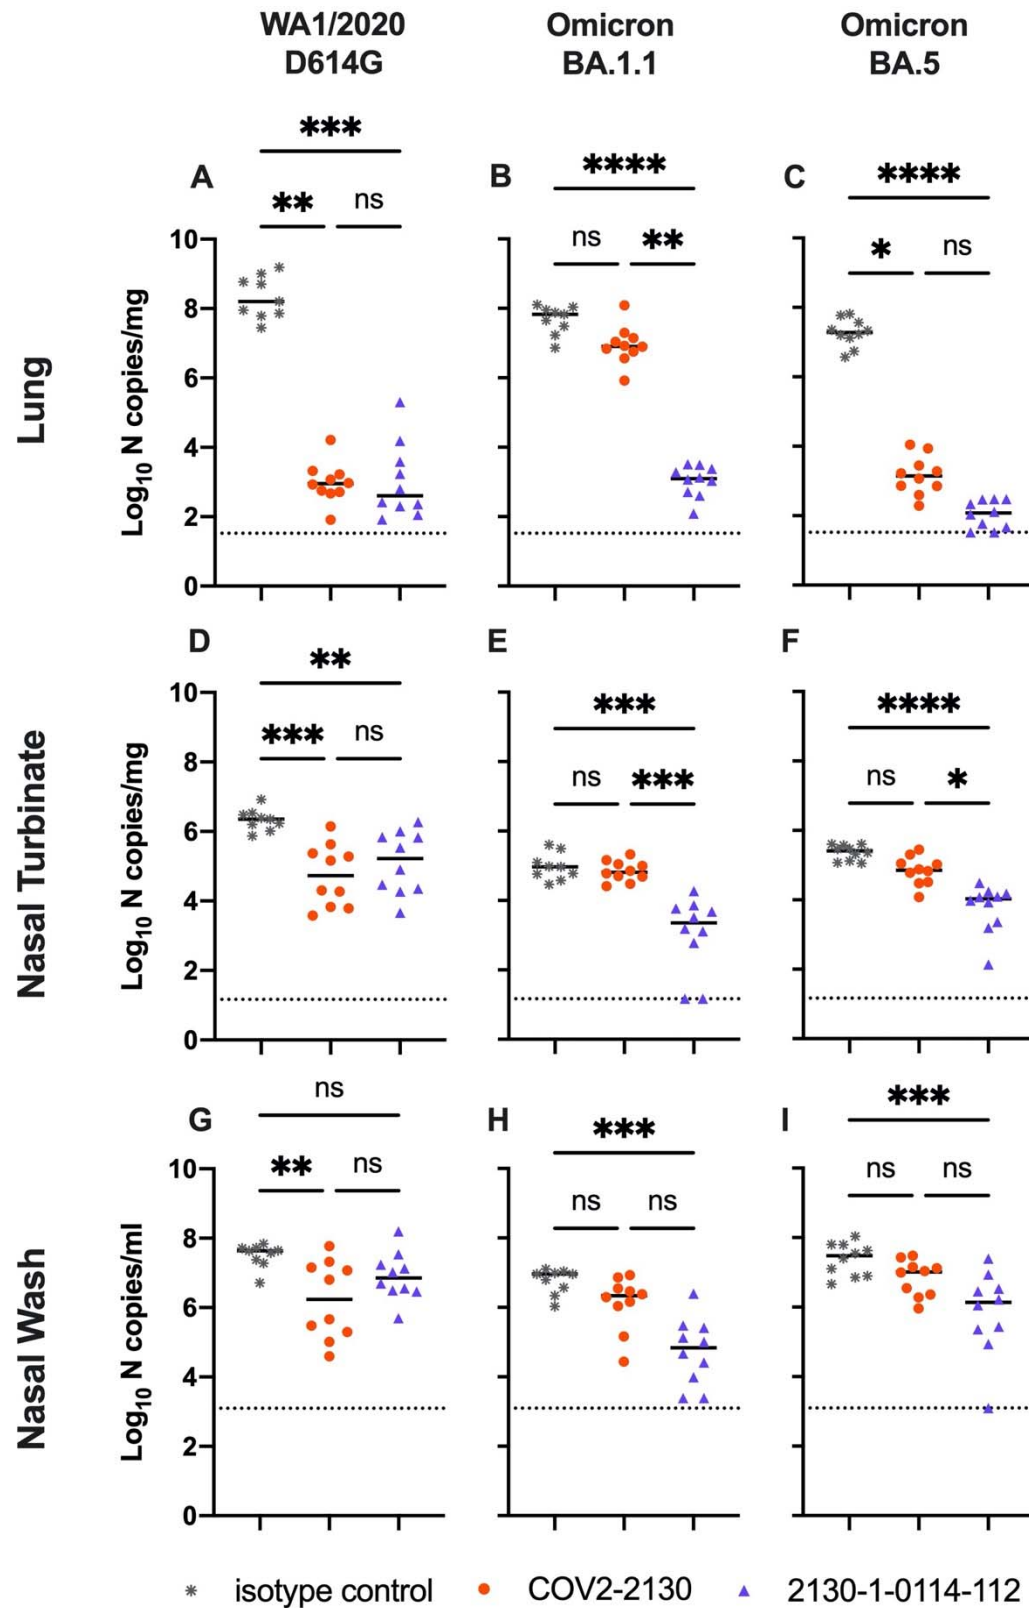 WA1/2020
D614G
Omicron
BA.1.1
Omicron
BA.5
Lung
A
***
**
ns
B
****
ns
**
C
****
*
ns
Log10 N copies/mg
10
8
6
4
2
0
Nasal Turbinate
D
**
***
ns
E
***
ns
***
F
****
ns
*
Log10 N copies/mg
10
8
6
4
2
0
Nasal Wash
G
ns
**
ns
H
***
ns
ns
I
***
ns
ns
Log10 N copies/ml
10
8
6
4
2
0
isotype control
COV2-2130
2130-1-0114-112